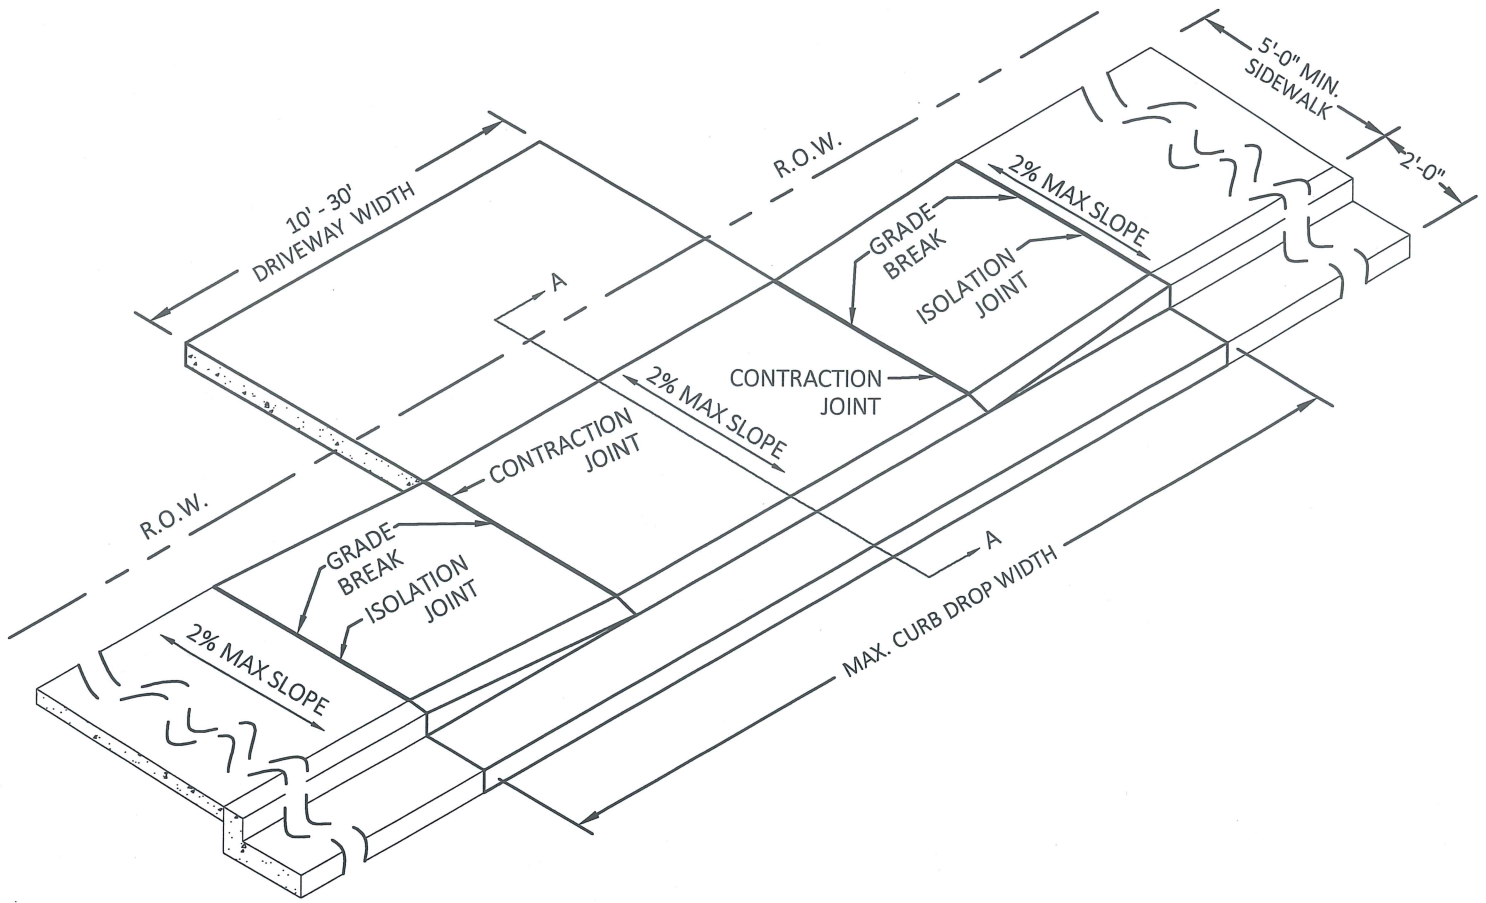 5'-0" MIN.
SIDEWALK
2'-0"
R.O.W.
10' - 30'
DRIVEWAY WIDTH
2% MAX SLOPE
GRADE
BREAK
ISOLATION
JOINT
A
CONTRACTION
JOINT
2% MAX SLOPE
CONTRACTION
JOINT
R.O.W.
A
GRADE
BREAK
ISOLATION
JOINT
MAX. CURB DROP WIDTH
2% MAX SLOPE